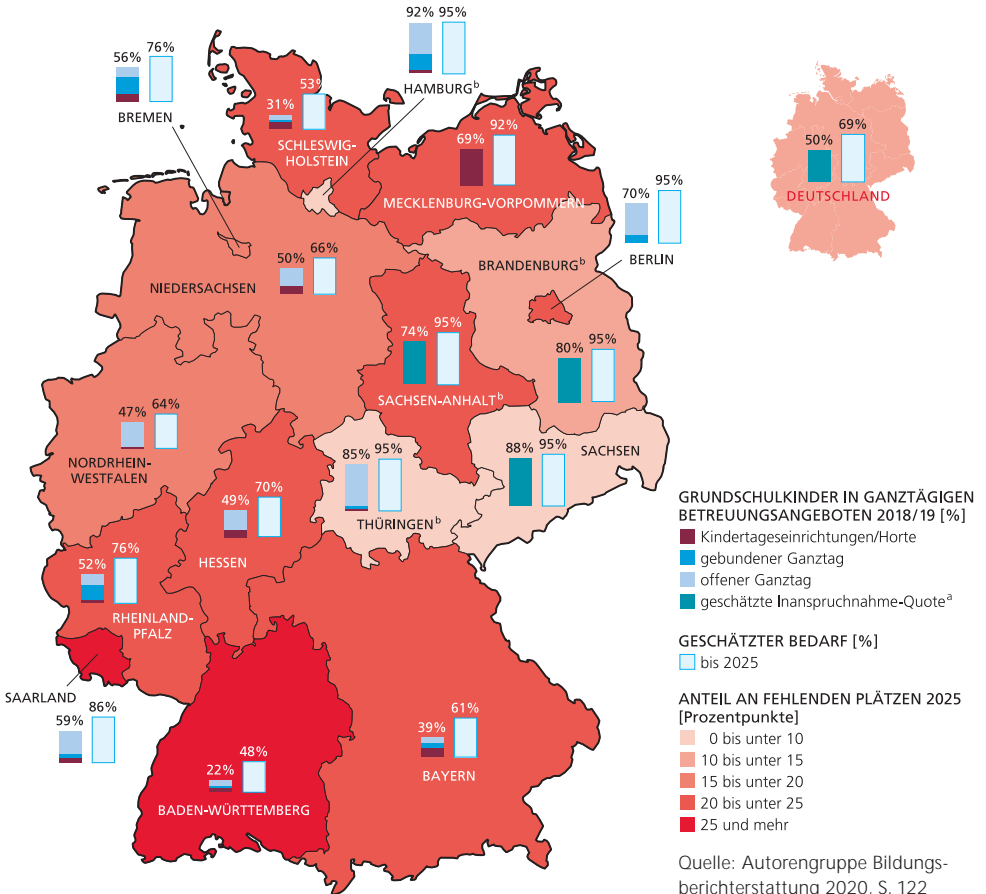 92% 95%
HAMBURGᵇ
56% 76%
BREMEN
31% 53%
SCHLESWIG-
HOLSTEIN
69% 92%
MECKLENBURG-VORPOMMERN
50% 69%
DEUTSCHLAND
70% 95%
BERLIN
50% 66%
NIEDERSACHSEN
BRANDENBURGᵇ
80% 95%
74% 95%
SACHSEN-ANHALTᵇ
47% 64%
NORDRHEIN-
WESTFALEN
88% 95%
SACHSEN
85% 95%
THÜRINGENᵇ
49% 70%
HESSEN
52% 76%
RHEINLAND-
PFALZ
SAARLAND
59% 86%
22% 48%
BADEN-WÜRTTEMBERG
39% 61%
BAYERN
GRUNDSCHULKINDER IN GANZTÄGIGEN
BETREUUNGSANGEBOTEN 2018/19 [%]
Kindertageseinrichtungen/Horte
gebundener Ganztag
offener Ganztag
geschätzte Inanspruchnahme-Quoteᵃ
GESCHÄTZTER BEDARF [%]
bis 2025
ANTEIL AN FEHLENDEN PLÄTZEN 2025
[Prozentpunkte]
0 bis unter 10
10 bis unter 15
15 bis unter 20
20 bis unter 25
25 und mehr
Quelle: Autorengruppe Bildungs-
berichterstattung 2020, S. 122